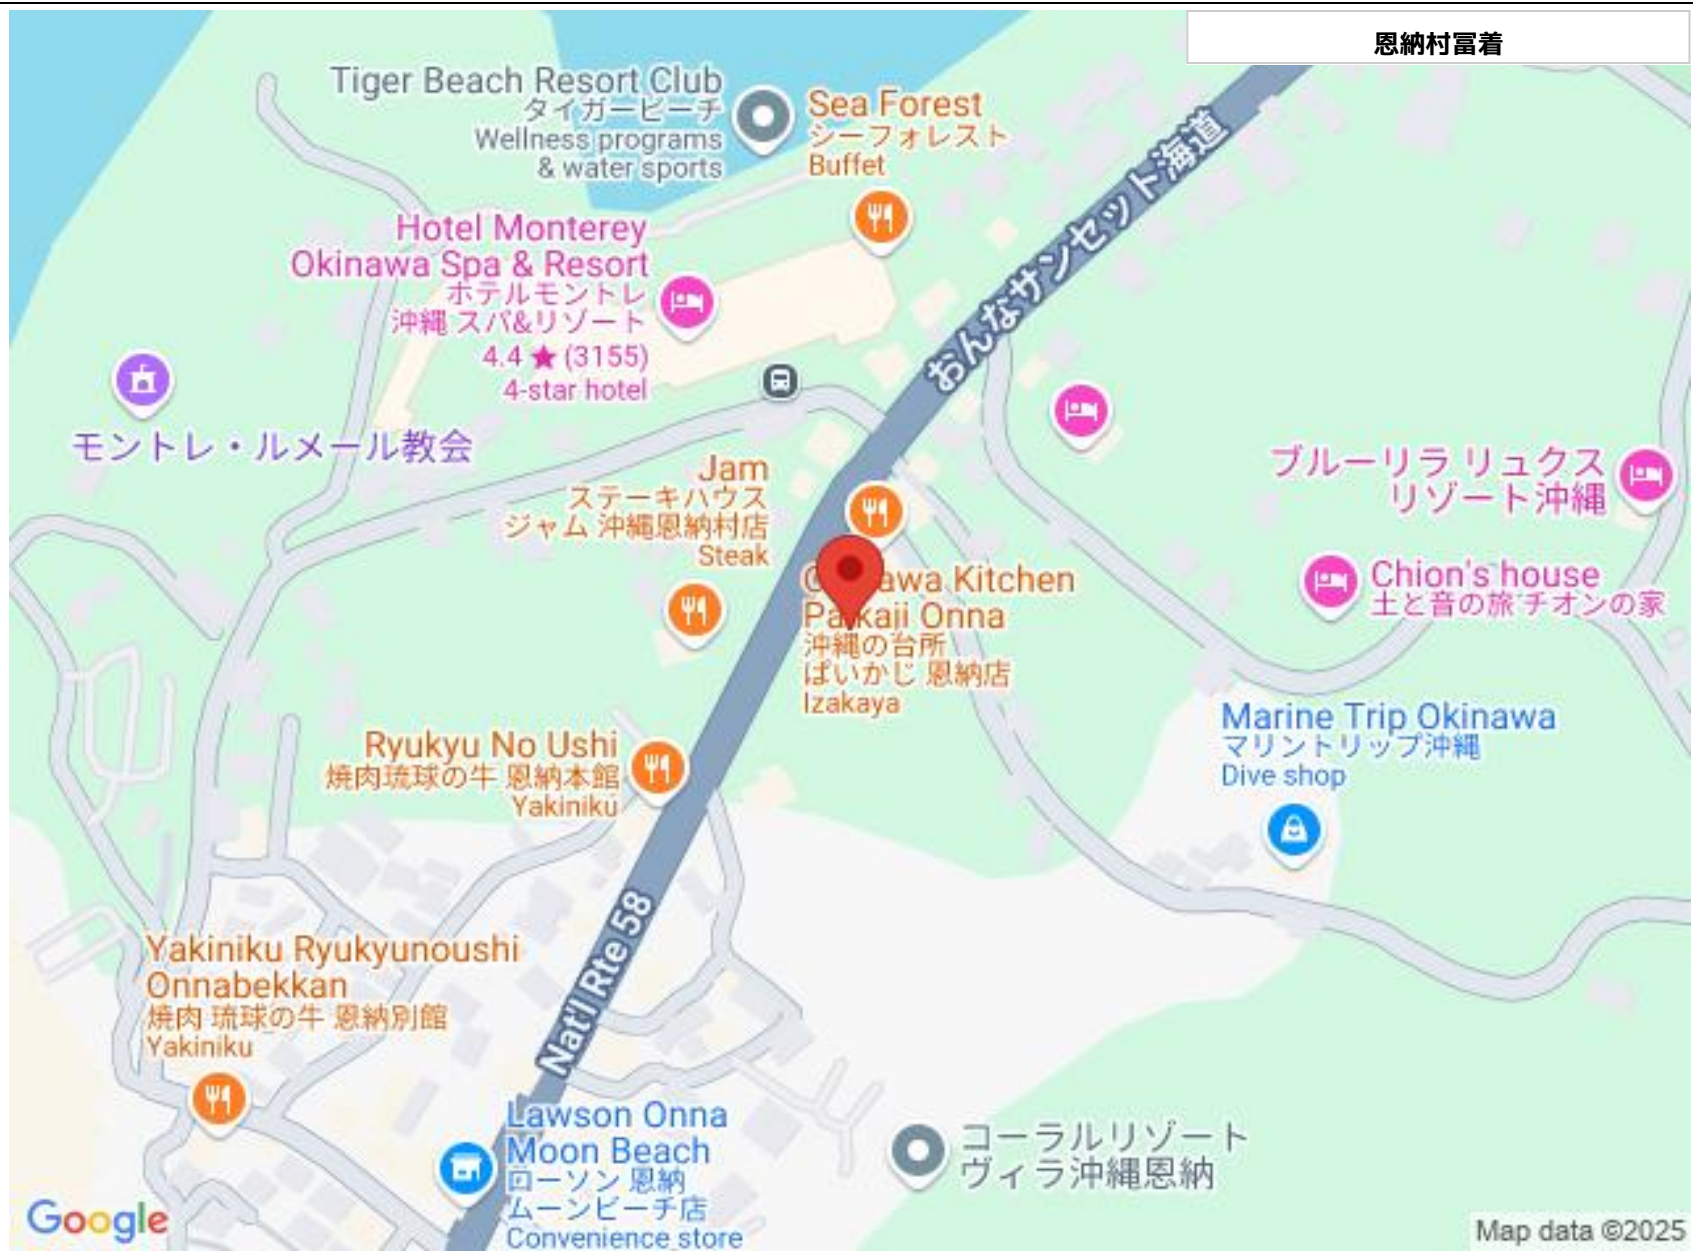 恩納村冨着
Tiger Beach Resort Club
タイガービーチ
Wellness programs
& water sports
Sea Forest
シーフォレスト
Buffet
おんなサンセット海道
Hotel Monterey
Okinawa Spa & Resort
ホテルモントレ
沖縄 スパ&リゾート
4.4 ★ (3155)
4-star hotel
モントレ・ルメール教会
Jam
ステーキハウス
ジャム 沖縄恩納村店
Steak
ブルーリラ リュクス
リゾート沖縄
Kitchen
Onna
沖縄の台所
ぱいかじ 恩納店
Izakaya
Chion's house
土と音の旅 チオンの家
Ryukyu No Ushi
焼肉琉球の牛 恩納本館
Yakiniku
Marine Trip Okinawa
マリントリップ沖縄
Dive shop
Nat'l Rte 58
Yakiniku Ryukyunoushi
Onnabekkan
焼肉 琉球の牛 恩納別館
Yakiniku
Lawson Onna
Moon Beach
ローソン 恩納
ムーンビーチ店
Convenience store
コーラルリゾート
ヴィラ沖縄恩納
Google
Map data ©2025